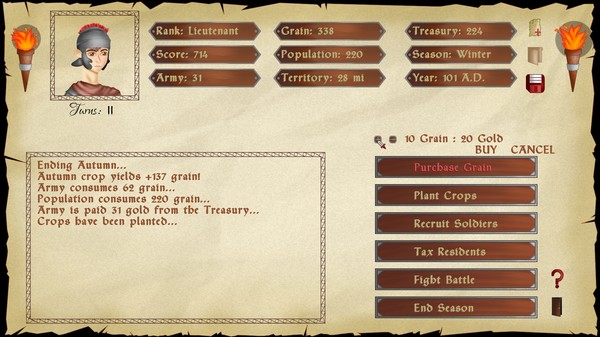 Rank: Lieutenant
Grain: 338
Treasury: 224
Score: 714
Population: 220
Season: Winter
Army: 31
Territory: 28 mi
Year: 101 A.D.
Turns: 11
10 Grain : 20 Gold
BUY CANCEL
Ending Autumn...
Autumn crop yields +137 grain!
Army consumes 62 grain...
Population consumes 220 grain...
Army is paid 31 gold from the Treasury...
Crops have been planted...
Purchase Grain
Plant Crops
Recruit Soldiers
Tax Residents
Fight Battle
?
End Season